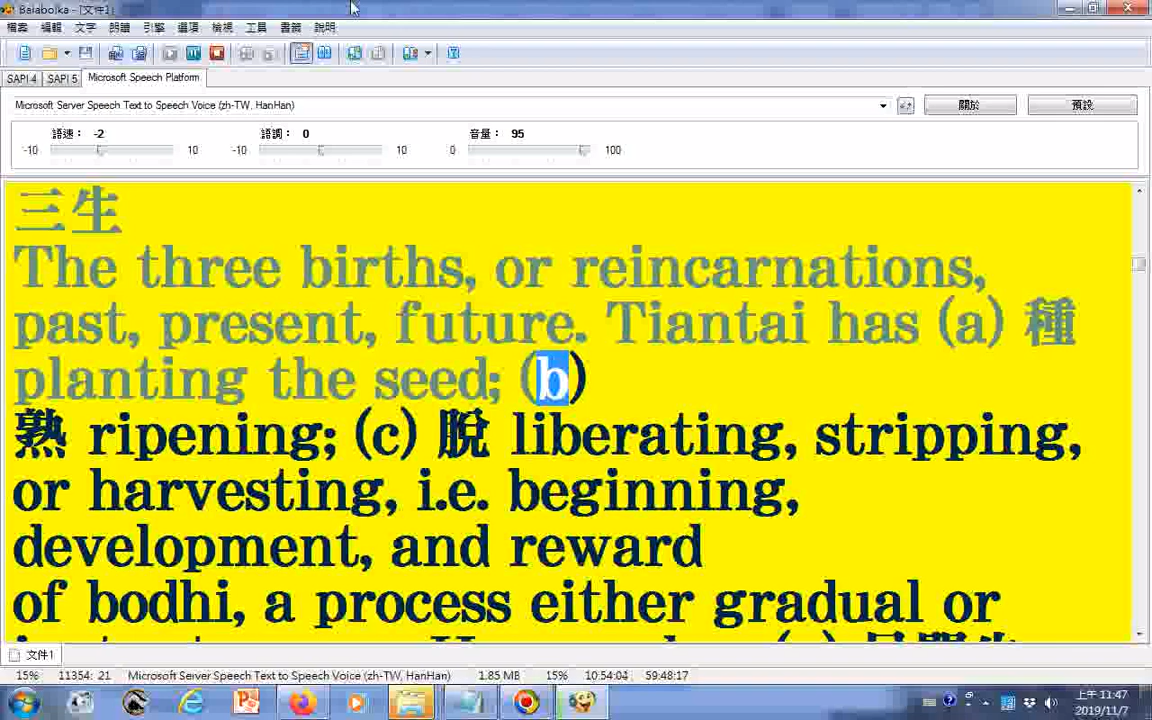 Balabolka - [文件1]
檔案 編輯 文字 朗讀 引擎 選項 檢視 工具 書籤 說明
SAPI 4 SAPI 5 Microsoft Speech Platform
Microsoft Server Speech Text to Speech Voice (zh-TW, HanHan) 關於 預設
語速： -2 語調： 0 音量： 95
-10 10 -10 10 0 100
三生
The three births, or reincarnations,
past, present, future. Tiantai has (a) 種
planting the seed; (b)
熟 ripening; (c) 脫 liberating, stripping,
or harvesting, i.e. beginning,
development, and reward
of bodhi, a process either gradual or
文件1
15% 11354: 21 Microsoft Server Speech Text to Speech Voice (zh-TW, HanHan) 1.85 MB 15% 10:54:04 59:48:17
上午 11:47
2019/11/7